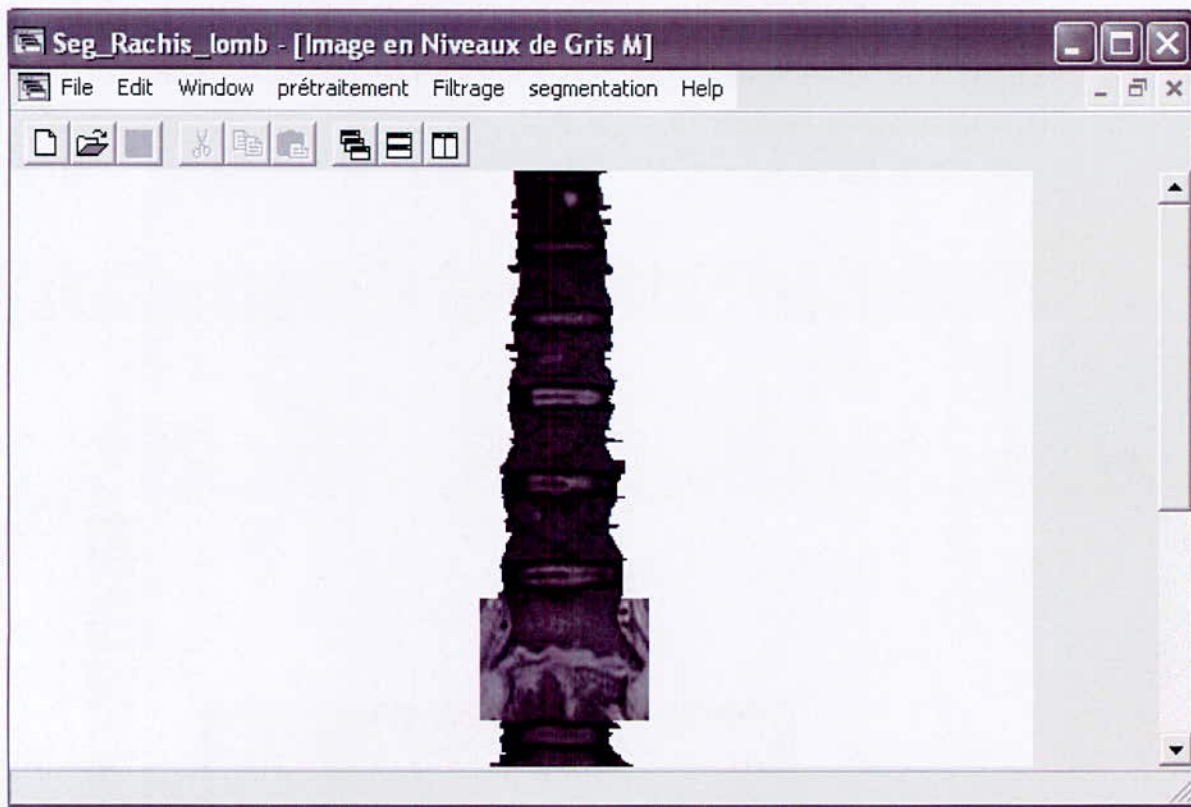 Seg_Rachis_lomb - [Image en Niveaux de Gris M]
File Edit Window prétraitement Filtrage segmentation Help